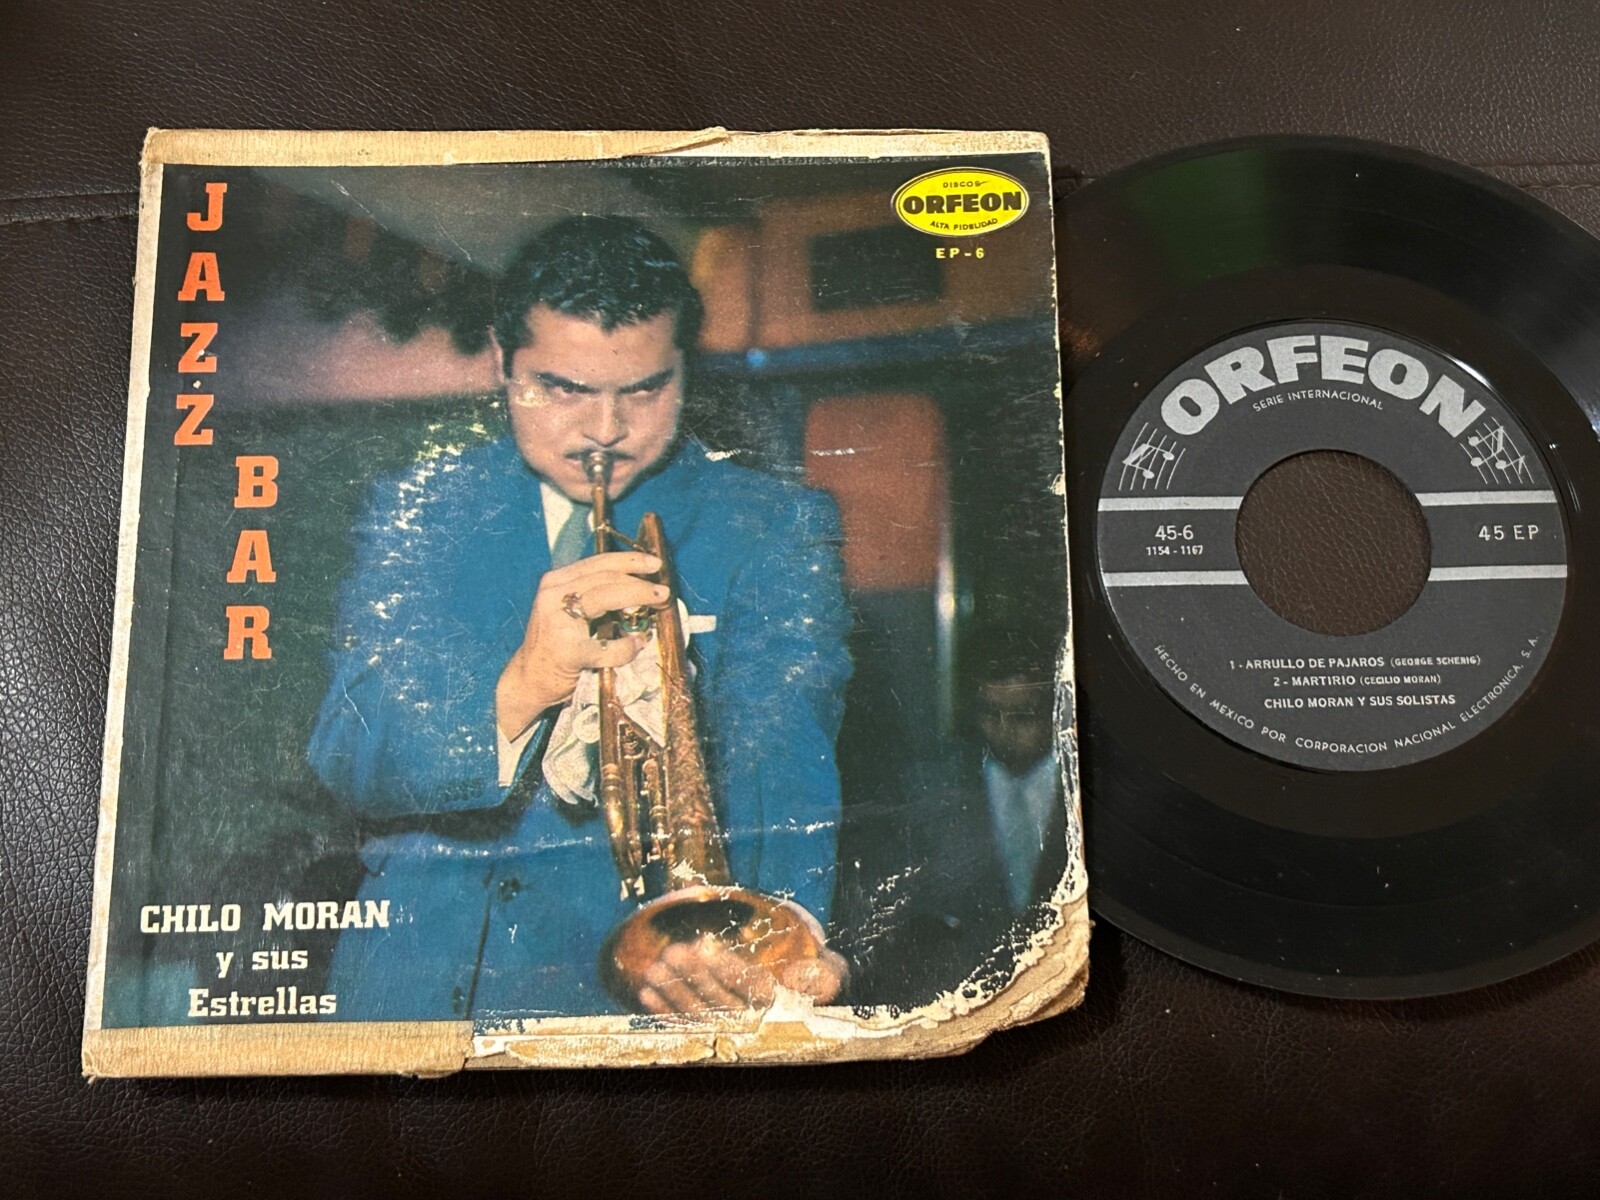 JAZZ
BAR
DISCOS
ORFEON
ALTA FIDELIDAD
EP-6
CHILO MORAN
y sus
Estrellas
ORFEON
SERIE INTERNACIONAL
45-6
1154 - 1167
45 EP
1 - ARRULLO DE PAJAROS (GEORGE SCHERIG)
2 - MARTIRIO (CECILIO MORAN)
CHILO MORAN Y SUS SOLISTAS
HECHO EN MEXICO POR CORPORACION NACIONAL ELECTRONICA, S. A.